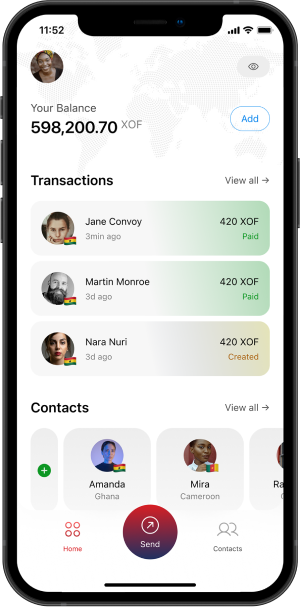 11:52
Your Balance
598,200.70 XOF
Add
Transactions
View all →
Jane Convoy
420 XOF
3min ago
Paid
Martin Monroe
420 XOF
3d ago
Paid
Nara Nuri
420 XOF
3d ago
Created
Contacts
View all →
Amanda
Ghana
Mira
Cameroon
Ra
Home
Send
Contacts